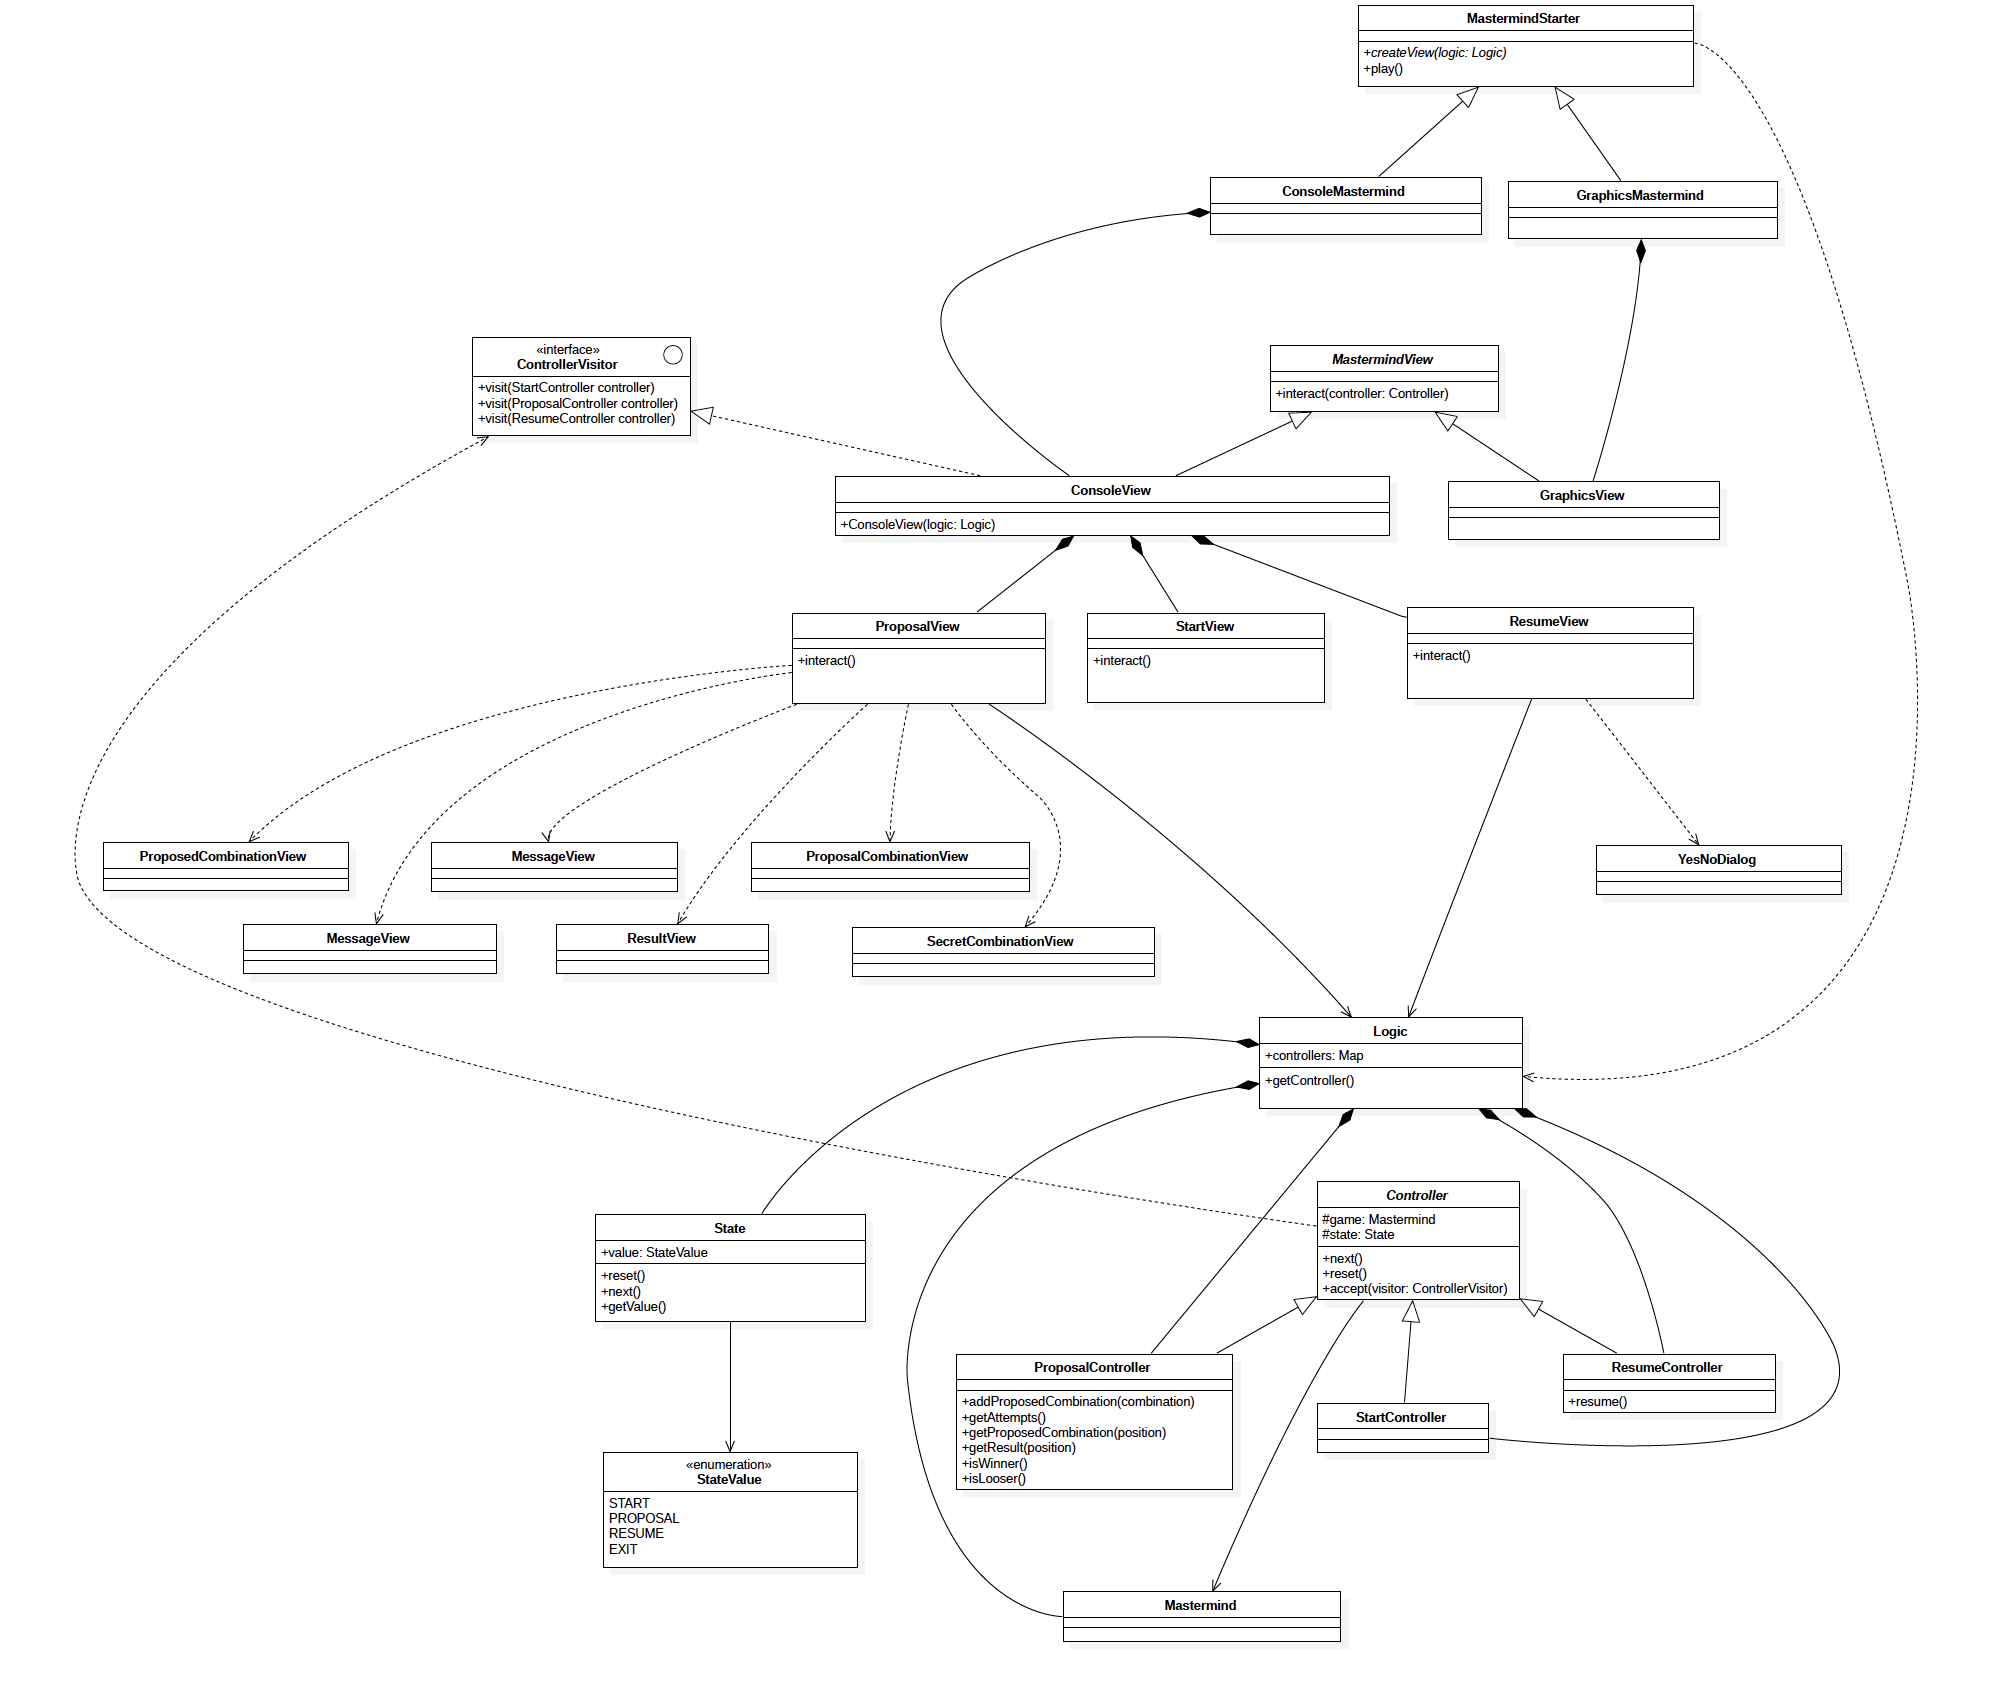 MastermindStarter
+createView(logic: Logic)
+play()
ConsoleMastermind
GraphicsMastermind
«interface»
ControllerVisitor
+visit(StartController controller)
+visit(ProposalController controller)
+visit(ResumeController controller)
MastermindView
+interact(controller: Controller)
ConsoleView
+ConsoleView(logic: Logic)
GraphicsView
ProposalView
+interact()
StartView
+interact()
ResumeView
+interact()
ProposedCombinationView
MessageView
ProposalCombinationView
YesNoDialog
MessageView
ResultView
SecretCombinationView
Logic
+controllers: Map
+getController()
Controller
#game: Mastermind
#state: State
+next()
+reset()
+accept(visitor: ControllerVisitor)
State
+value: StateValue
+reset()
+next()
+getValue()
ProposalController
+addProposedCombination(combination)
+getAttempts()
+getProposedCombination(position)
+getResult(position)
+isWinner()
+isLooser()
ResumeController
+resume()
StartController
«enumeration»
StateValue
START
PROPOSAL
RESUME
EXIT
Mastermind